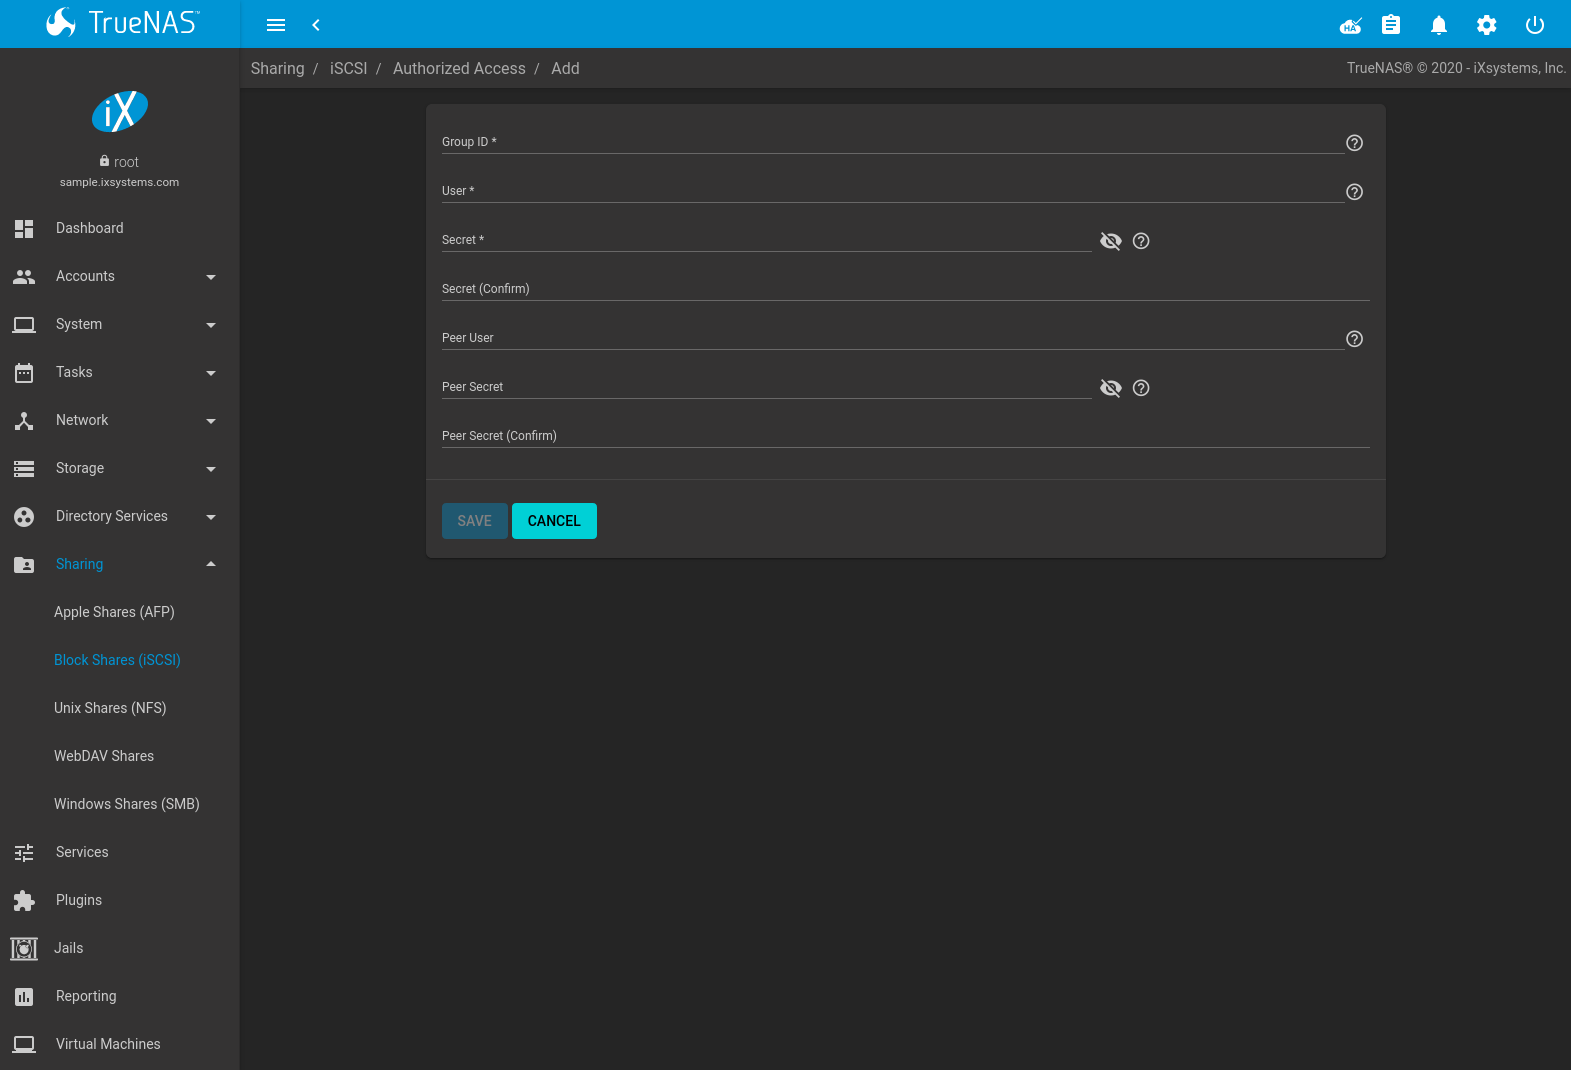 TrueNAS™
Sharing / iSCSI / Authorized Access / Add
TrueNAS® © 2020 - iXsystems, Inc.
HA
iX
root
sample.ixsystems.com
Dashboard
Accounts
System
Tasks
Network
Storage
Directory Services
Sharing
Apple Shares (AFP)
Block Shares (iSCSI)
Unix Shares (NFS)
WebDAV Shares
Windows Shares (SMB)
Services
Plugins
Jails
Reporting
Virtual Machines
Group ID *
User *
Secret *
Secret (Confirm)
Peer User
Peer Secret
Peer Secret (Confirm)
SAVE CANCEL